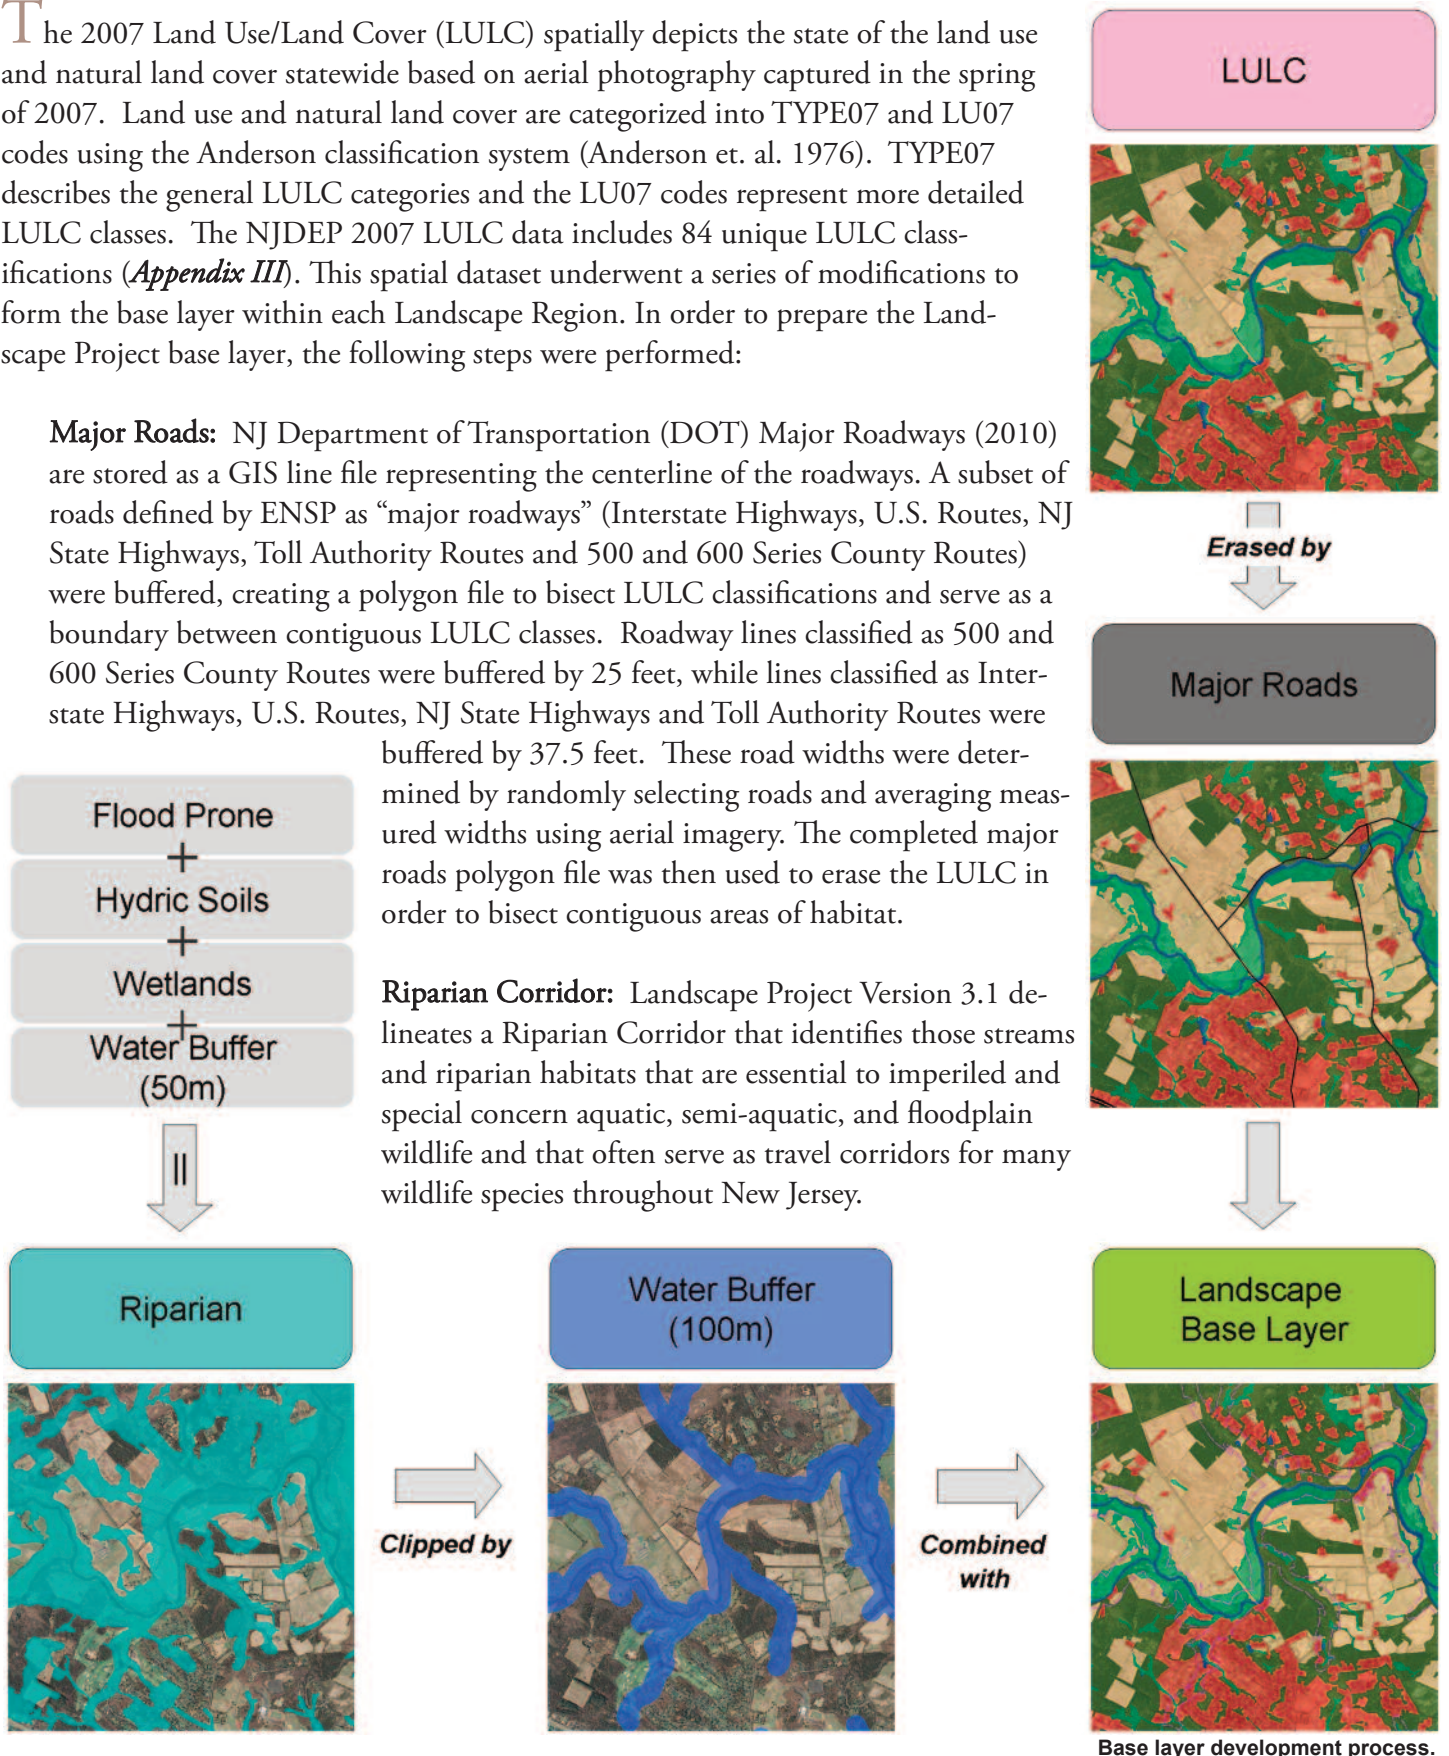 The 2007 Land Use/Land Cover (LULC) spatially depicts the state of the land use
and natural land cover statewide based on aerial photography captured in the spring
of 2007.  Land use and natural land cover are categorized into TYPE07 and LU07
codes using the Anderson classification system (Anderson et. al. 1976).  TYPE07
describes the general LULC categories and the LU07 codes represent more detailed
LULC classes.  The NJDEP 2007 LULC data includes 84 unique LULC class-
ifications (Appendix III). This spatial dataset underwent a series of modifications to
form the base layer within each Landscape Region. In order to prepare the Land-
scape Project base layer, the following steps were performed:
Major Roads:  NJ Department of Transportation (DOT) Major Roadways (2010)
are stored as a GIS line file representing the centerline of the roadways. A subset of
roads defined by ENSP as “major roadways” (Interstate Highways, U.S. Routes, NJ
State Highways, Toll Authority Routes and 500 and 600 Series County Routes)
were buffered, creating a polygon file to bisect LULC classifications and serve as a
boundary between contiguous LULC classes.  Roadway lines classified as 500 and
600 Series County Routes were buffered by 25 feet, while lines classified as Inter-
state Highways, U.S. Routes, NJ State Highways and Toll Authority Routes were
buffered by 37.5 feet.  These road widths were deter-
mined by randomly selecting roads and averaging meas-
ured widths using aerial imagery. The completed major
roads polygon file was then used to erase the LULC in
order to bisect contiguous areas of habitat.
Riparian Corridor:  Landscape Project Version 3.1 de-
lineates a Riparian Corridor that identifies those streams
and riparian habitats that are essential to imperiled and
special concern aquatic, semi-aquatic, and floodplain
wildlife and that often serve as travel corridors for many
wildlife species throughout New Jersey.
LULC
Erased by
Major Roads
Flood Prone
+
Hydric Soils
+
Wetlands
+
Water Buffer
(50m)
=
Riparian
Clipped by
Water Buffer
(100m)
Combined
with
Landscape
Base Layer
Base layer development process.